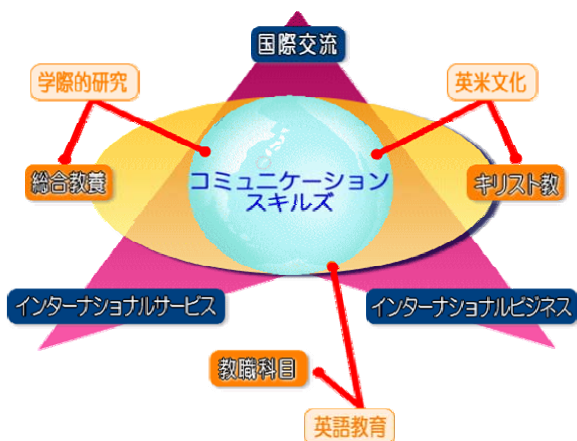 国際交流
学際的研究
英米文化
総合教養
コミュニケーション
スキルズ
キリスト教
インターナショナルサービス
インターナショナルビジネス
教職科目
英語教育